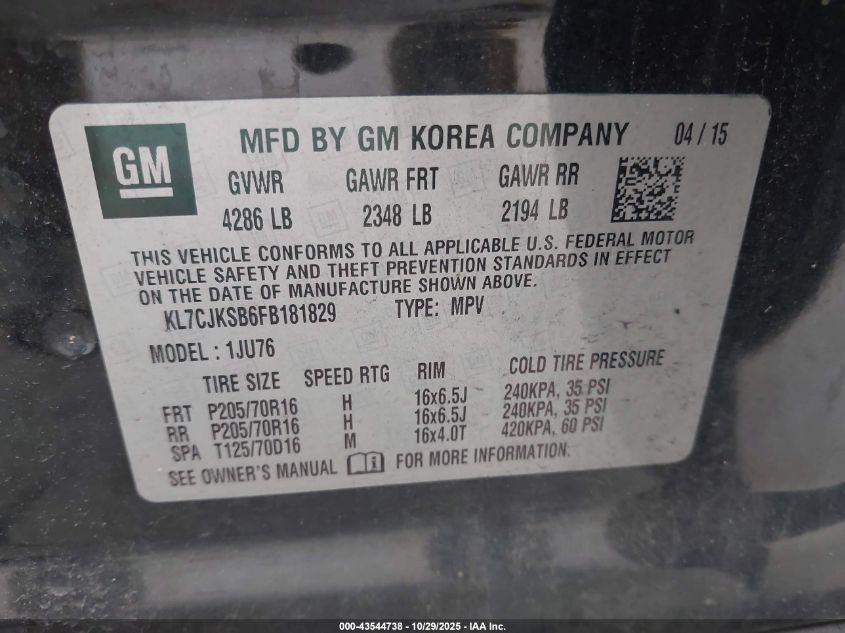 GM
MFD BY GM KOREA COMPANY 04 / 15
GVWR GAWR FRT GAWR RR
4286 LB 2348 LB 2194 LB
THIS VEHICLE CONFORMS TO ALL APPLICABLE U.S. FEDERAL MOTOR
VEHICLE SAFETY AND THEFT PREVENTION STANDARDS IN EFFECT
ON THE DATE OF MANUFACTURE SHOWN ABOVE.
KL7CJKSB6FB181829 TYPE: MPV
MODEL : 1JU76
TIRE SIZE SPEED RTG RIM COLD TIRE PRESSURE
FRT P205/70R16 H 16x6.5J 240KPA, 35 PSI
RR P205/70R16 H 16x6.5J 240KPA, 35 PSI
SPA T125/70D16 M 16x4.0T 420KPA, 60 PSI
SEE OWNER'S MANUAL FOR MORE INFORMATION.
000-43544738 - 10/29/2025 - IAA Inc.